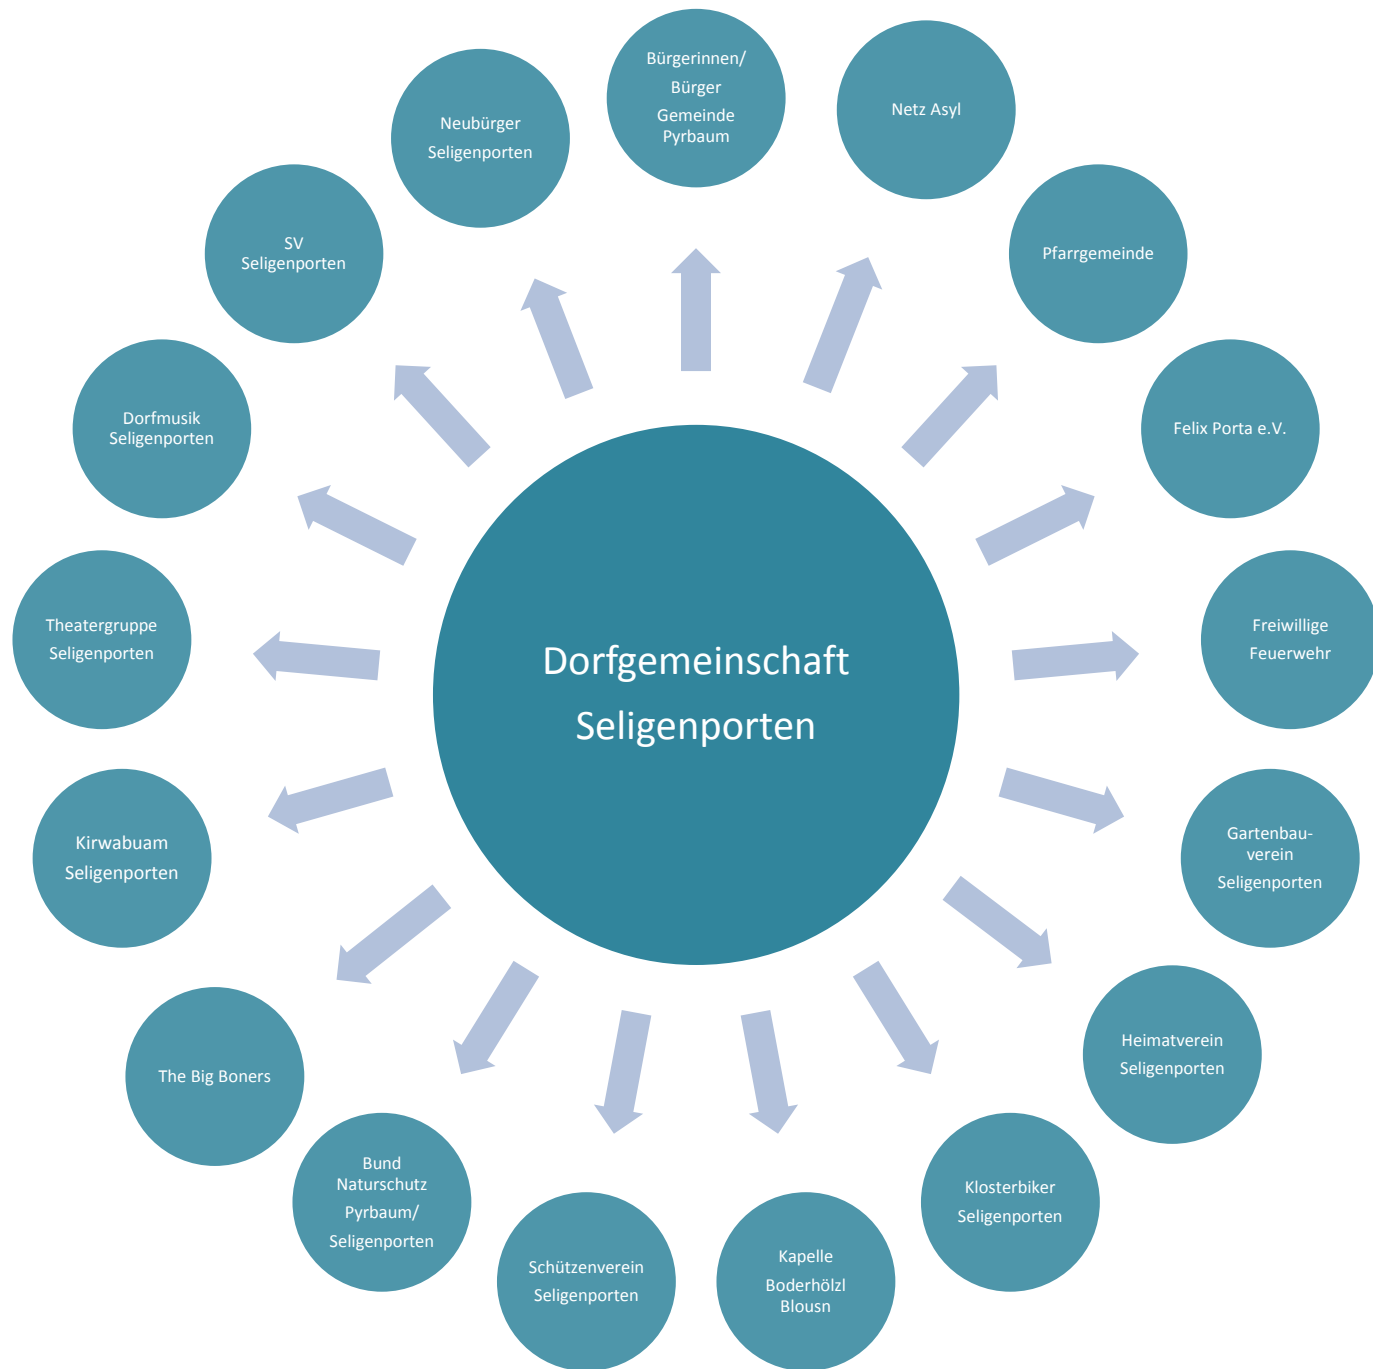 Dorfgemeinschaft
Seligenporten
Bürgerinnen/
Bürger
Gemeinde
Pyrbaum
Netz Asyl
Pfarrgemeinde
Felix Porta e.V.
Freiwillige
Feuerwehr
Gartenbau-
verein
Seligenporten
Heimatverein
Seligenporten
Klosterbiker
Seligenporten
Kapelle
Boderhölzl
Blousn
Schützenverein
Seligenporten
Bund
Naturschutz
Pyrbaum/
Seligenporten
The Big Boners
Kirwabuam
Seligenporten
Theatergruppe
Seligenporten
Dorfmusik
Seligenporten
SV
Seligenporten
Neubürger
Seligenporten